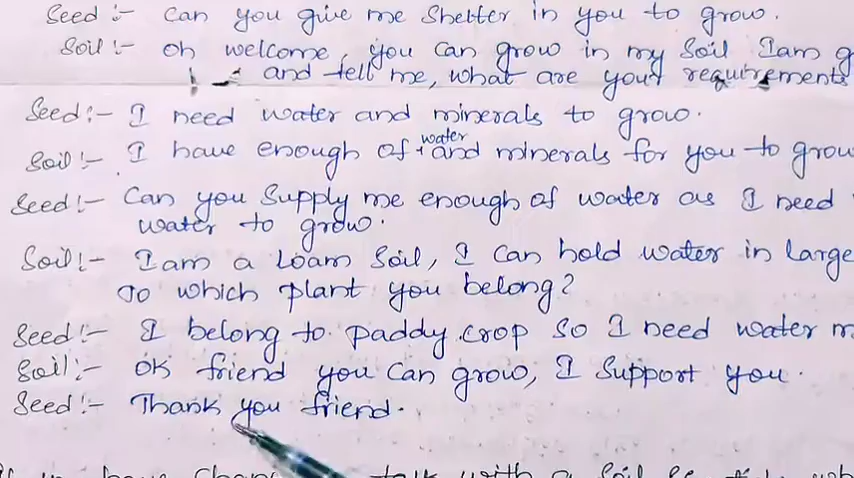 Seed :- Can you give me Shelter in you to grow.
Soil :- Oh welcome, you can grow in my Soil I am g
and tell me, what are your requirements
Seed :- I need water and minerals to grow.
Soil :- I have enough of water and minerals for you to grow
Seed :- Can you Supply me enough of water as I need
water to grow.
Soil :- I am a Loam Soil, I can hold water in large
To which plant you belong?
Seed :- I belong to paddy crop so I need water m
Soil :- OK friend you can grow, I Support you.
Seed :- Thank you friend.
have talk with a Soil